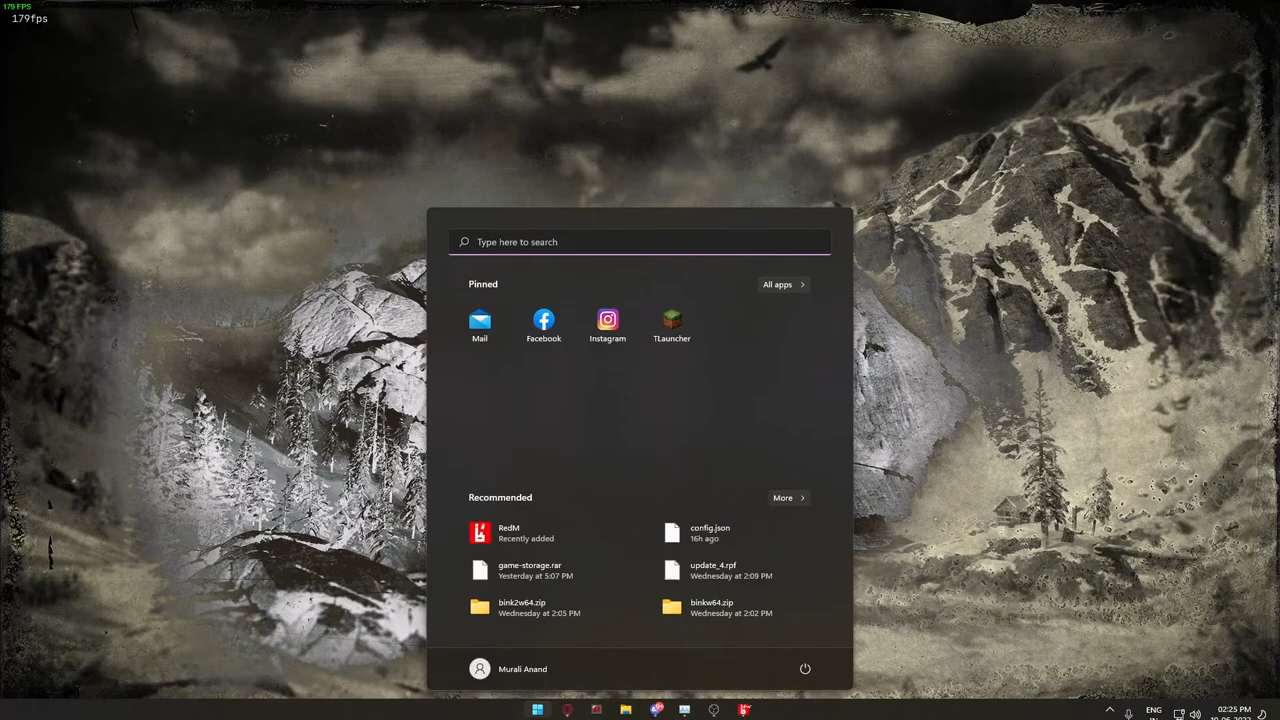 179 FPS
179fps
Type here to search
Pinned
All apps
Mail
Facebook
Instagram
TLauncher
Recommended
More
RedM
Recently added
config.json
16h ago
game-storage.rar
Yesterday at 5:07 PM
update_4.rpf
Wednesday at 2:09 PM
bink2w64.zip
Wednesday at 2:05 PM
binkw64.zip
Wednesday at 2:02 PM
Murali Anand
ENG
IN
02:25 PM